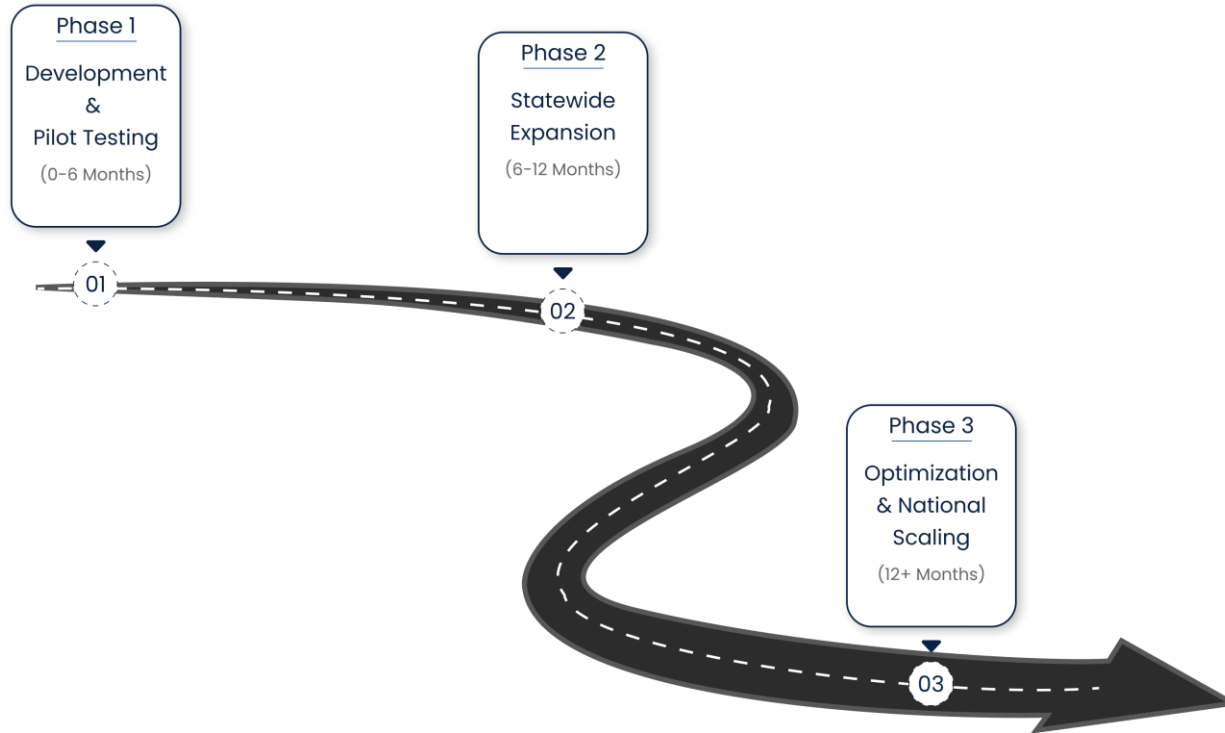 Phase 1
Development
&
Pilot Testing
(0-6 Months)
01
Phase 2
Statewide
Expansion
(6-12 Months)
02
Phase 3
Optimization
& National
Scaling
(12+ Months)
03